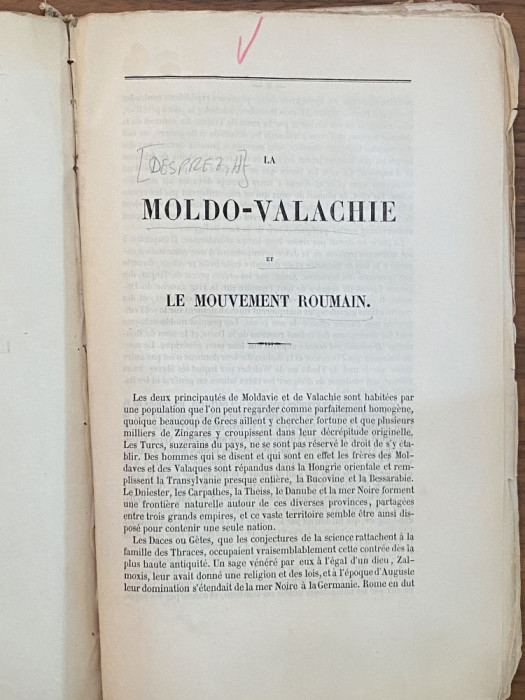 [DESPREZ, H]
LA
MOLDO-VALACHIE
ET
LE MOUVEMENT ROUMAIN.
Les deux principautés de Moldavie et de Valachie sont habitées par
une population que l'on peut regarder comme parfaitement homogène,
quoique beaucoup de Grecs aillent y chercher fortune et que plusieurs
milliers de Zingares y croupissent dans leur décrépitude originelle.
Les Turcs, suzerains du pays, ne se sont pas réservé le droit de s'y éta-
blir. Des hommes qui se disent et qui sont en effet les frères des Mol-
daves et des Valaques sont répandus dans la Hongrie orientale et rem-
plissent la Transylvanie presque entière, la Bucovine et la Bessarabie.
Le Dniester, les Carpathes, la Theiss, le Danube et la mer Noire forment
une frontière naturelle autour de ces diverses provinces, partagées
entre trois grands empires, et ce vaste territoire semble être ainsi dis-
posé pour contenir une seule nation.
Les Daces ou Gètes, que les conjectures de la science rattachent à la
famille des Thraces, occupaient vraisemblablement cette contrée dès la
plus haute antiquité. Un sage vénéré par eux à l'égal d'un dieu, Zal-
moxis, leur avait donné une religion et des lois, et à l'époque d'Auguste
leur domination s'étendait de la mer Noire à la Germanie. Rome en dut